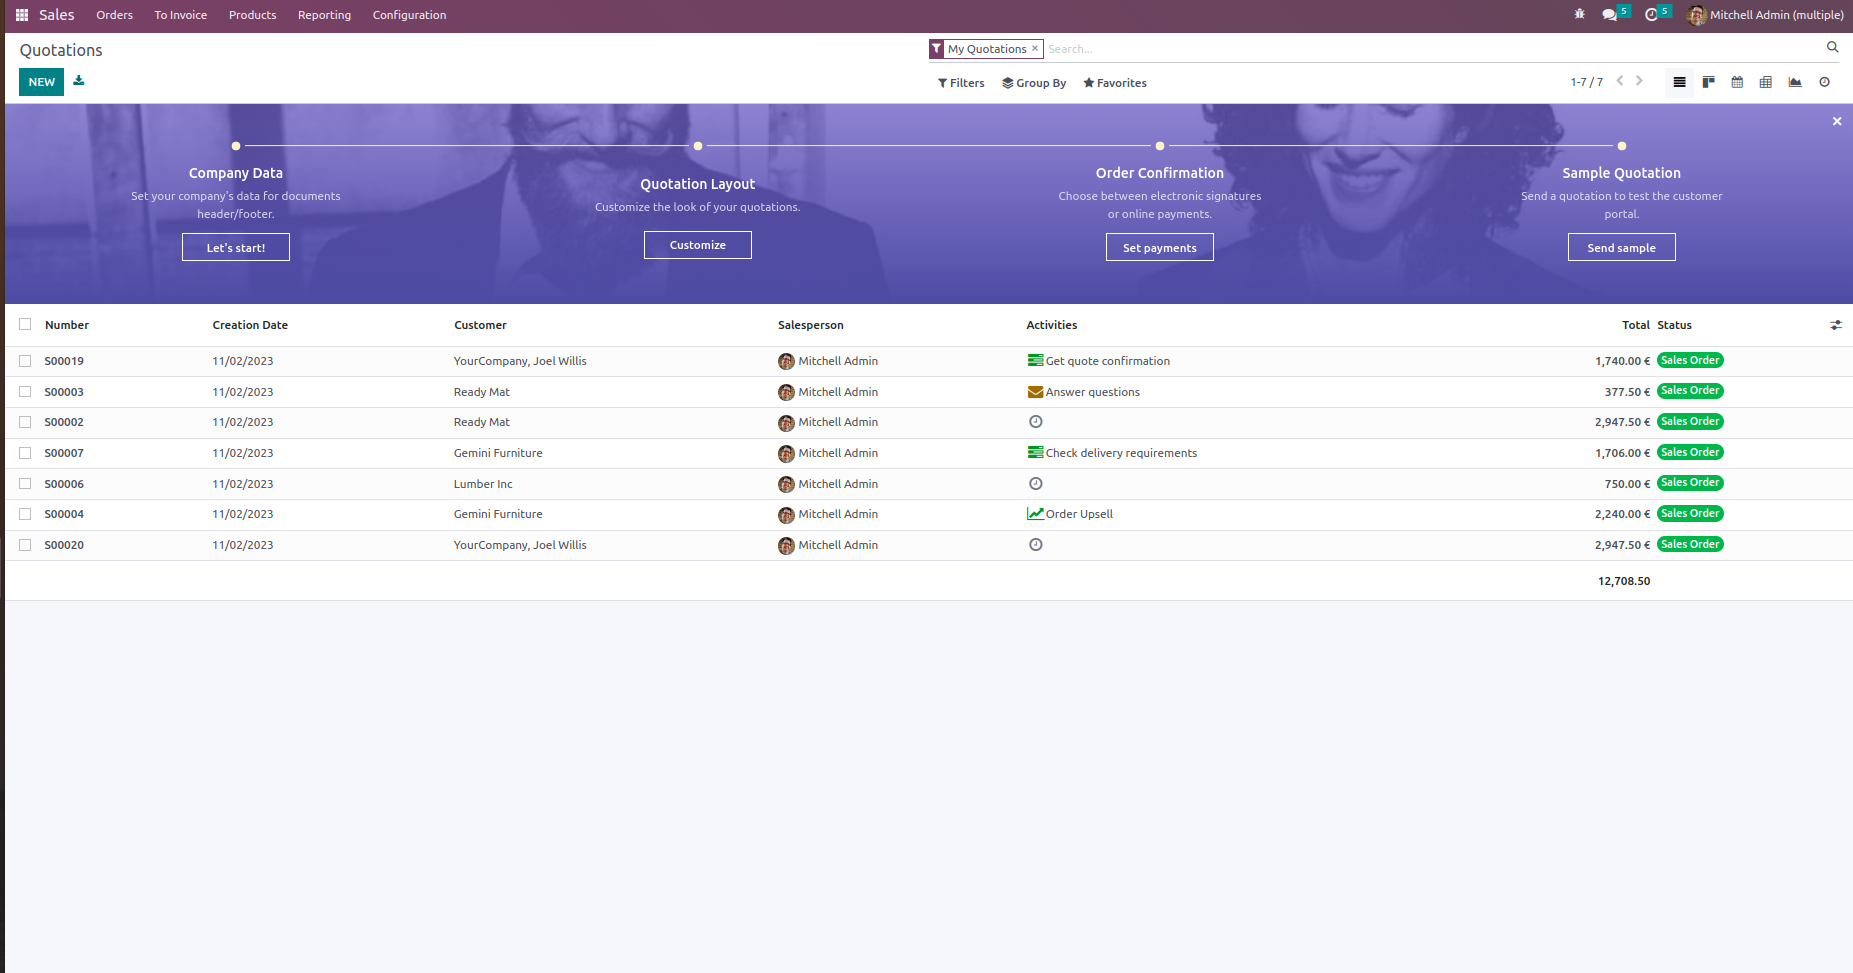 Sales Orders To Invoice Products Reporting Configuration 5 5 Mitchell Admin (multiple)
Quotations My Quotations × Search...
NEW Filters Group By Favorites 1-7 / 7
Company Data
Set your company's data for documents
header/footer.
Let's start!
Quotation Layout
Customize the look of your quotations.
Customize
Order Confirmation
Choose between electronic signatures
or online payments.
Set payments
Sample Quotation
Send a quotation to test the customer
portal.
Send sample
Number Creation Date Customer Salesperson Activities Total Status
S00019 11/02/2023 YourCompany, Joel Willis Mitchell Admin Get quote confirmation 1,740.00 € Sales Order
S00003 11/02/2023 Ready Mat Mitchell Admin Answer questions 377.50 € Sales Order
S00002 11/02/2023 Ready Mat Mitchell Admin 2,947.50 € Sales Order
S00007 11/02/2023 Gemini Furniture Mitchell Admin Check delivery requirements 1,706.00 € Sales Order
S00006 11/02/2023 Lumber Inc Mitchell Admin 750.00 € Sales Order
S00004 11/02/2023 Gemini Furniture Mitchell Admin Order Upsell 2,240.00 € Sales Order
S00020 11/02/2023 YourCompany, Joel Willis Mitchell Admin 2,947.50 € Sales Order
12,708.50